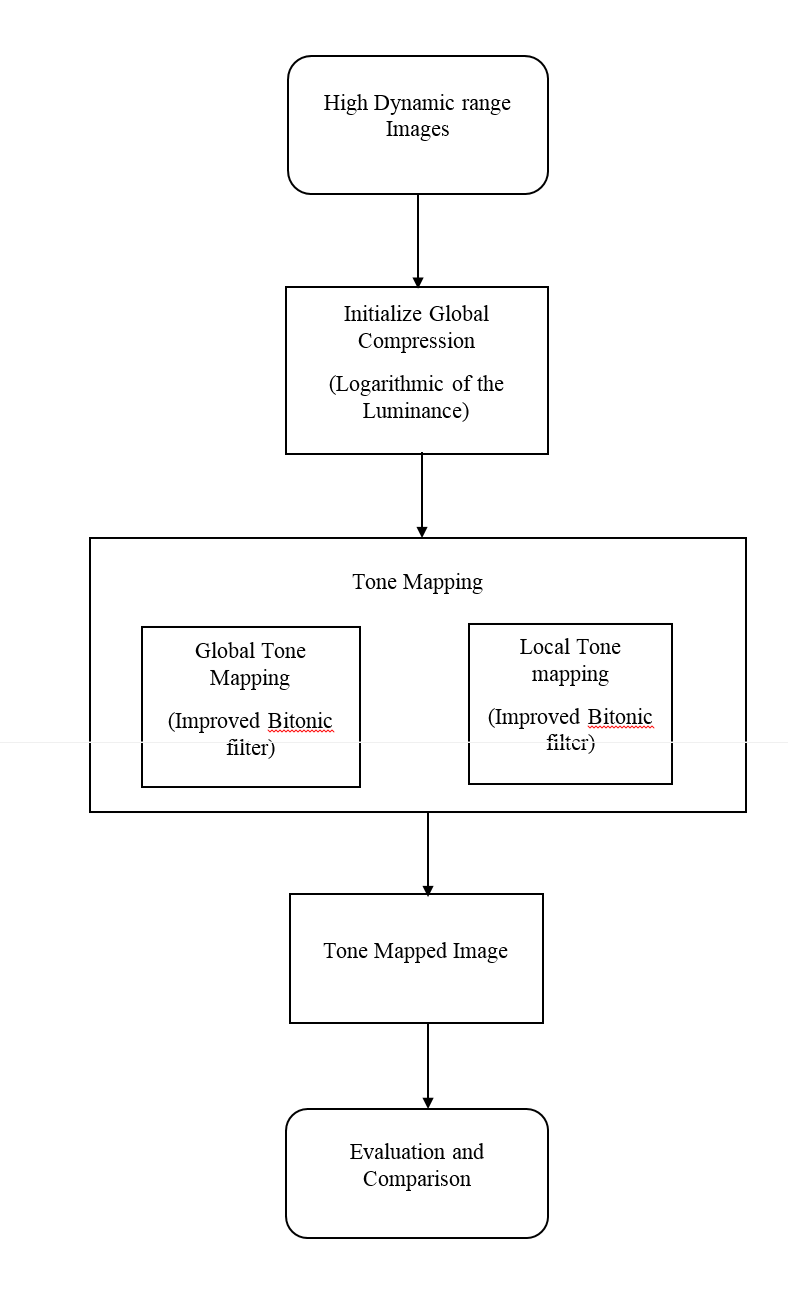 High Dynamic range
Images
Initialize Global
Compression
(Logarithmic of the
Luminance)
Tone Mapping
Global Tone
Mapping
(Improved Bitonic
filter)
Local Tone
mapping
(Improved Bitonic
filter)
Tone Mapped Image
Evaluation and
Comparison